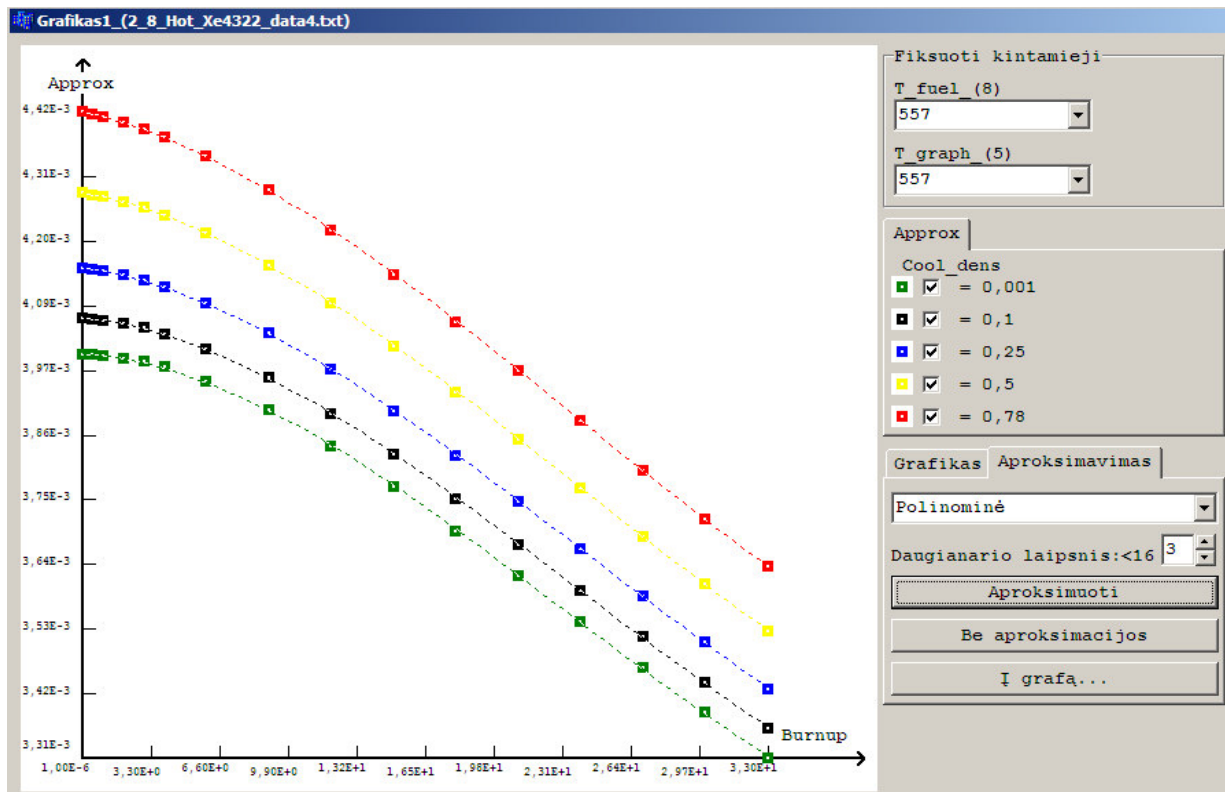 Grafikas1_(2_8_Hot_Xe4322_data4.txt)
Approx
4,42E-3
4,31E-3
4,20E-3
4,09E-3
3,97E-3
3,86E-3
3,75E-3
3,64E-3
3,53E-3
3,42E-3
3,31E-3
Burnup
1,00E-6
3,30E+0
6,60E+0
9,90E+0
1,32E+1
1,65E+1
1,98E+1
2,31E+1
2,64E+1
2,97E+1
3,30E+1
Fiksuoti kintamieji
T_fuel_(8)
557
T_graph_(5)
557
Approx
Cool_dens
= 0,001
= 0,1
= 0,25
= 0,5
= 0,78
Grafikas Aproksimavimas
Polinominė
Daugianario laipsnis:<16 3
Aproksimuoti
Be aproksimacijos
Į grafą...